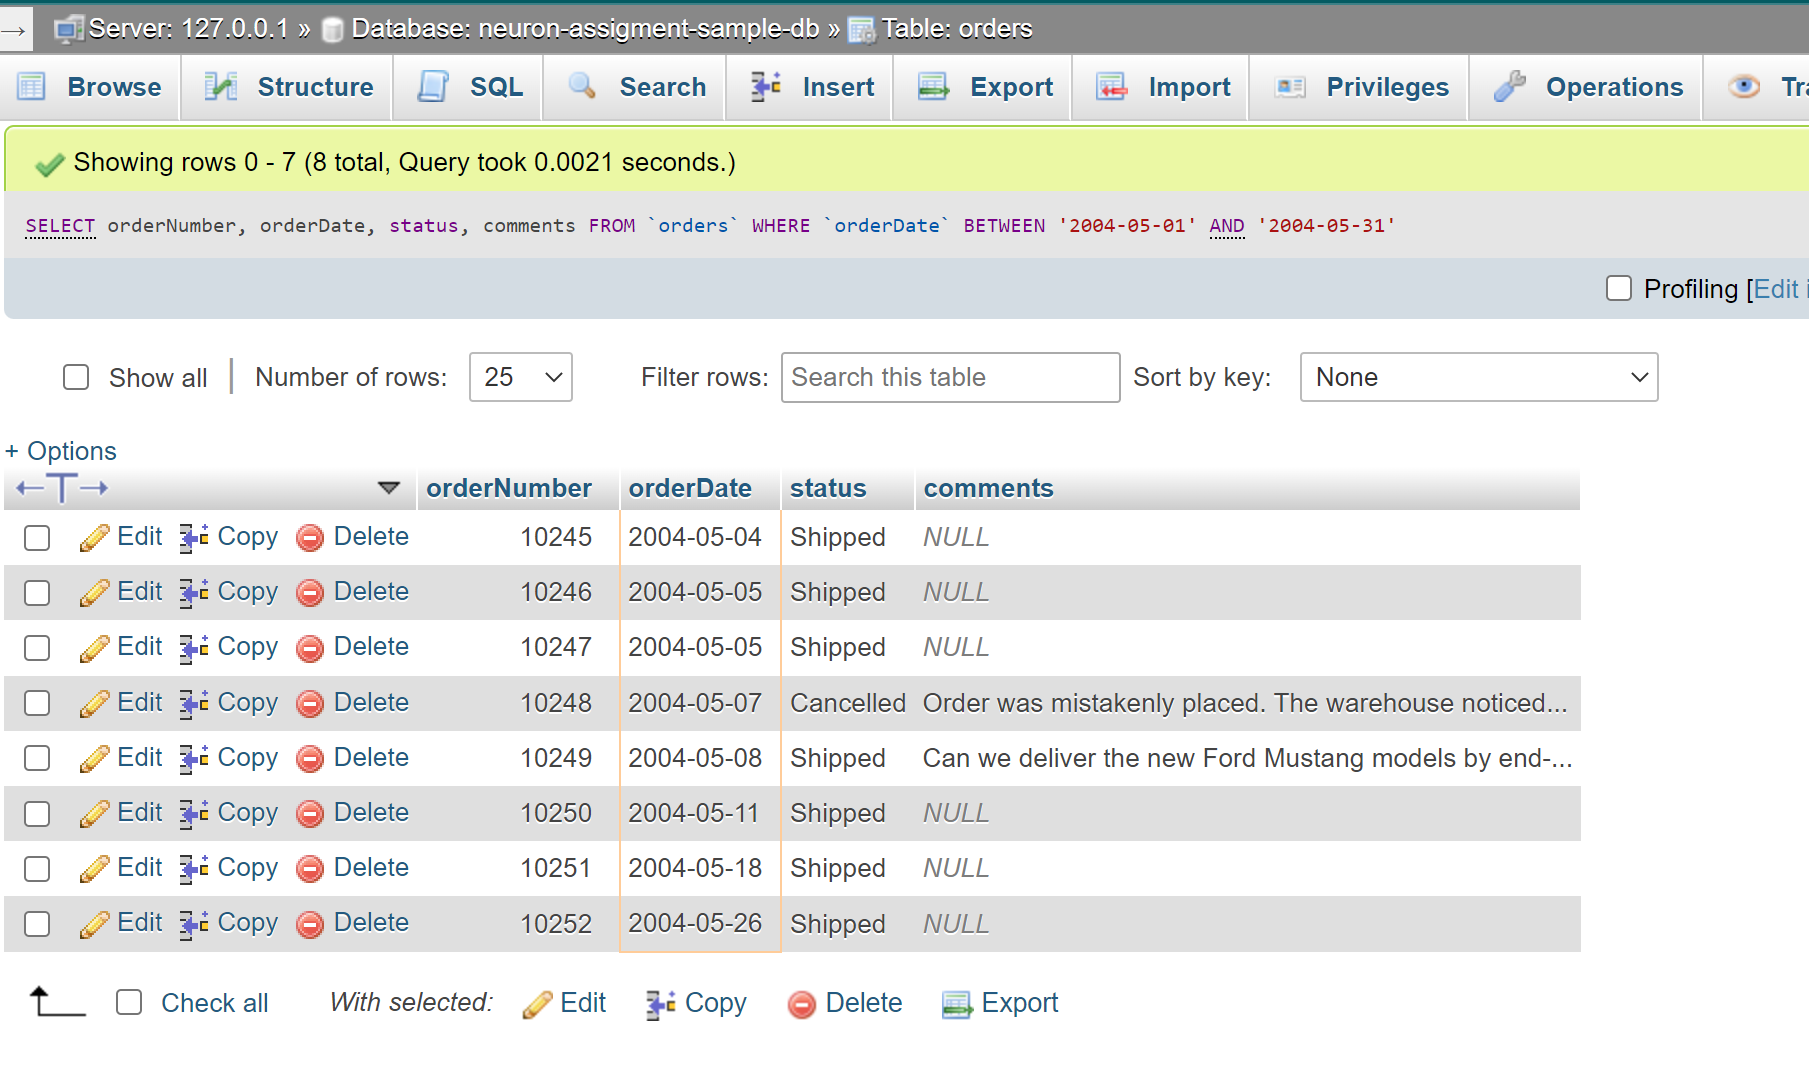 Server: 127.0.0.1 » Database: neuron-assigment-sample-db » Table: orders
Browse Structure SQL Search Insert Export Import Privileges Operations
Showing rows 0 - 7 (8 total, Query took 0.0021 seconds.)
SELECT orderNumber, orderDate, status, comments FROM `orders` WHERE `orderDate` BETWEEN '2004-05-01' AND '2004-05-31'
Profiling [Edit
Show all Number of rows: 25 Filter rows: Search this table Sort by key: None
+ Options
←T→ orderNumber orderDate status comments
Edit Copy Delete 10245 2004-05-04 Shipped NULL
Edit Copy Delete 10246 2004-05-05 Shipped NULL
Edit Copy Delete 10247 2004-05-05 Shipped NULL
Edit Copy Delete 10248 2004-05-07 Cancelled Order was mistakenly placed. The warehouse noticed...
Edit Copy Delete 10249 2004-05-08 Shipped Can we deliver the new Ford Mustang models by end-...
Edit Copy Delete 10250 2004-05-11 Shipped NULL
Edit Copy Delete 10251 2004-05-18 Shipped NULL
Edit Copy Delete 10252 2004-05-26 Shipped NULL
Check all With selected: Edit Copy Delete Export